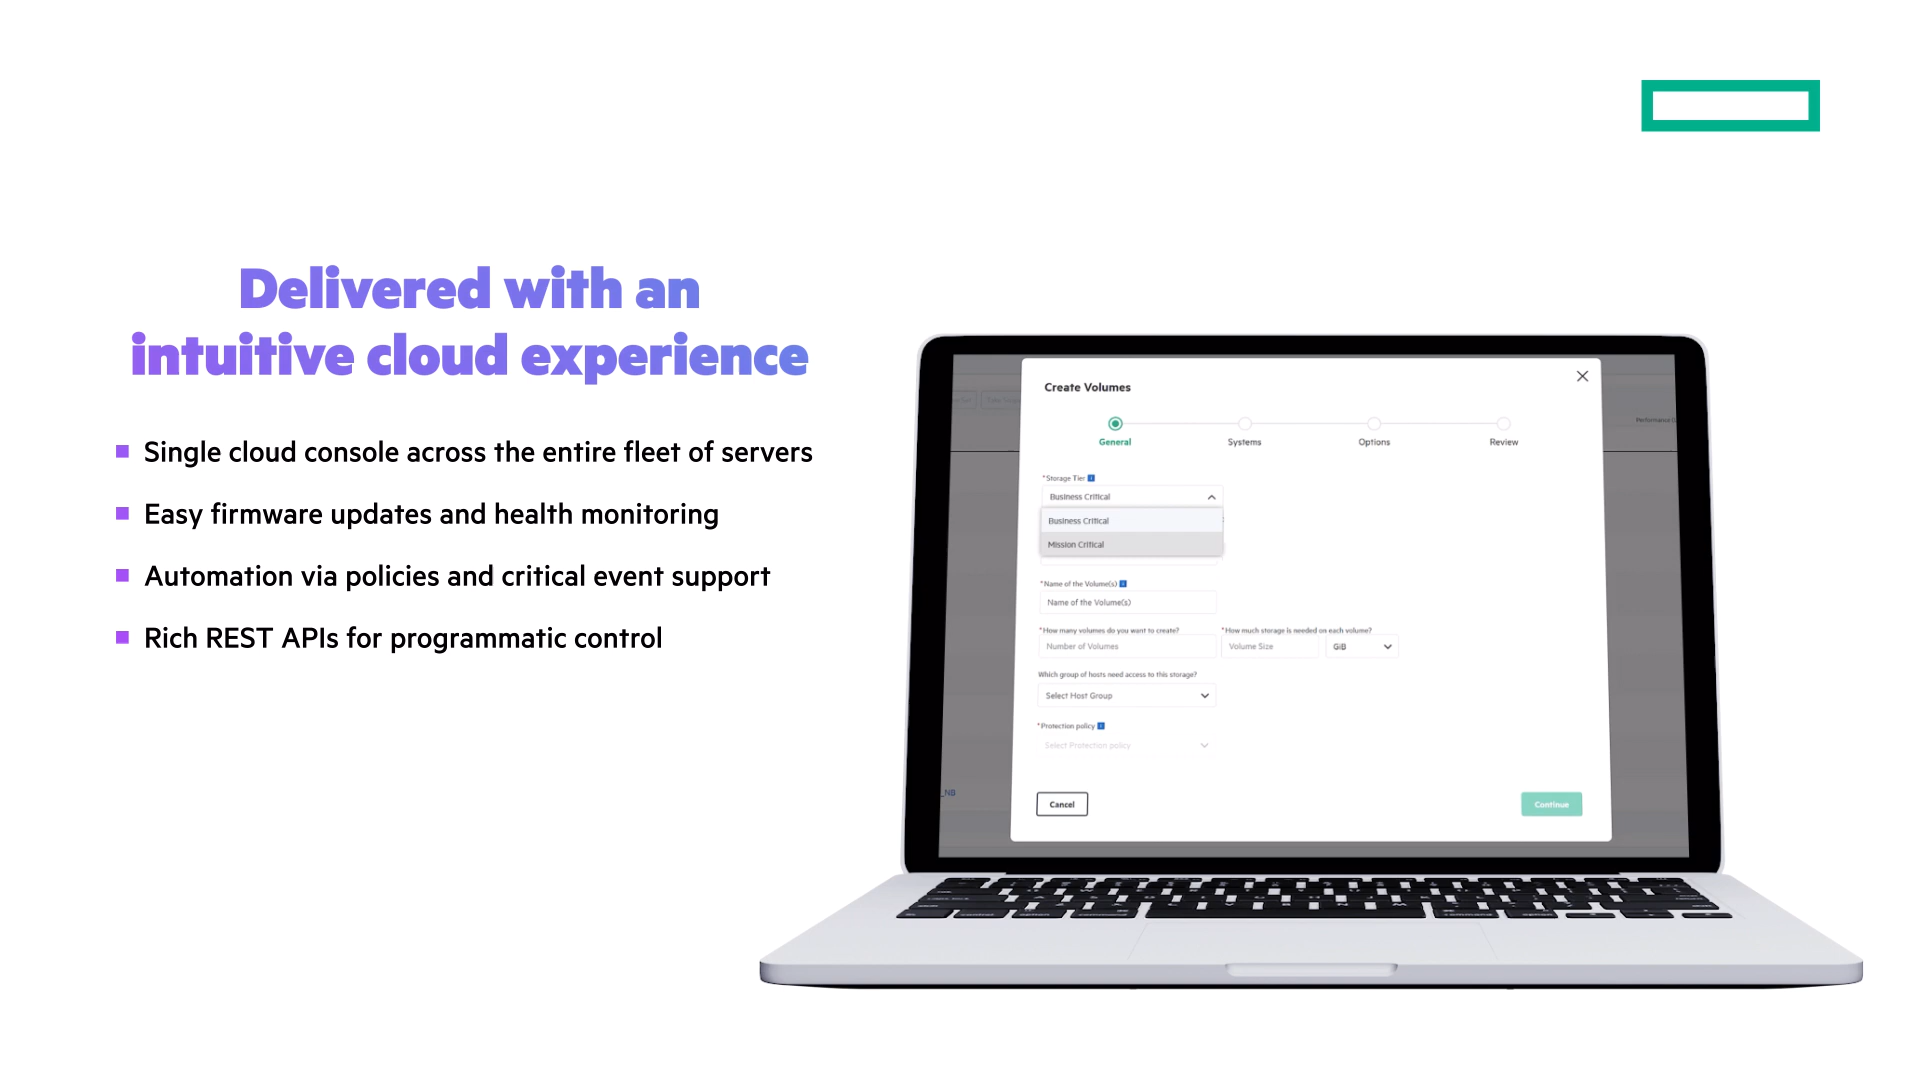 Delivered with an
intuitive cloud experience
Single cloud console across the entire fleet of servers
Easy firmware updates and health monitoring
Automation via policies and critical event support
Rich REST APIs for programmatic control
Create Volumes
General Systems Options Review
*Storage Tier
Business Critical
Business Critical
Mission Critical
*Name of the Volume(s)
Name of the Volume(s)
*How many volumes do you want to create? *How much storage is needed on each volume?
Number of Volumes Volume Size GiB
Which group of hosts need access to this storage?
Select Host Group
*Protection policy
Select Protection policy
_NB
Cancel Continue